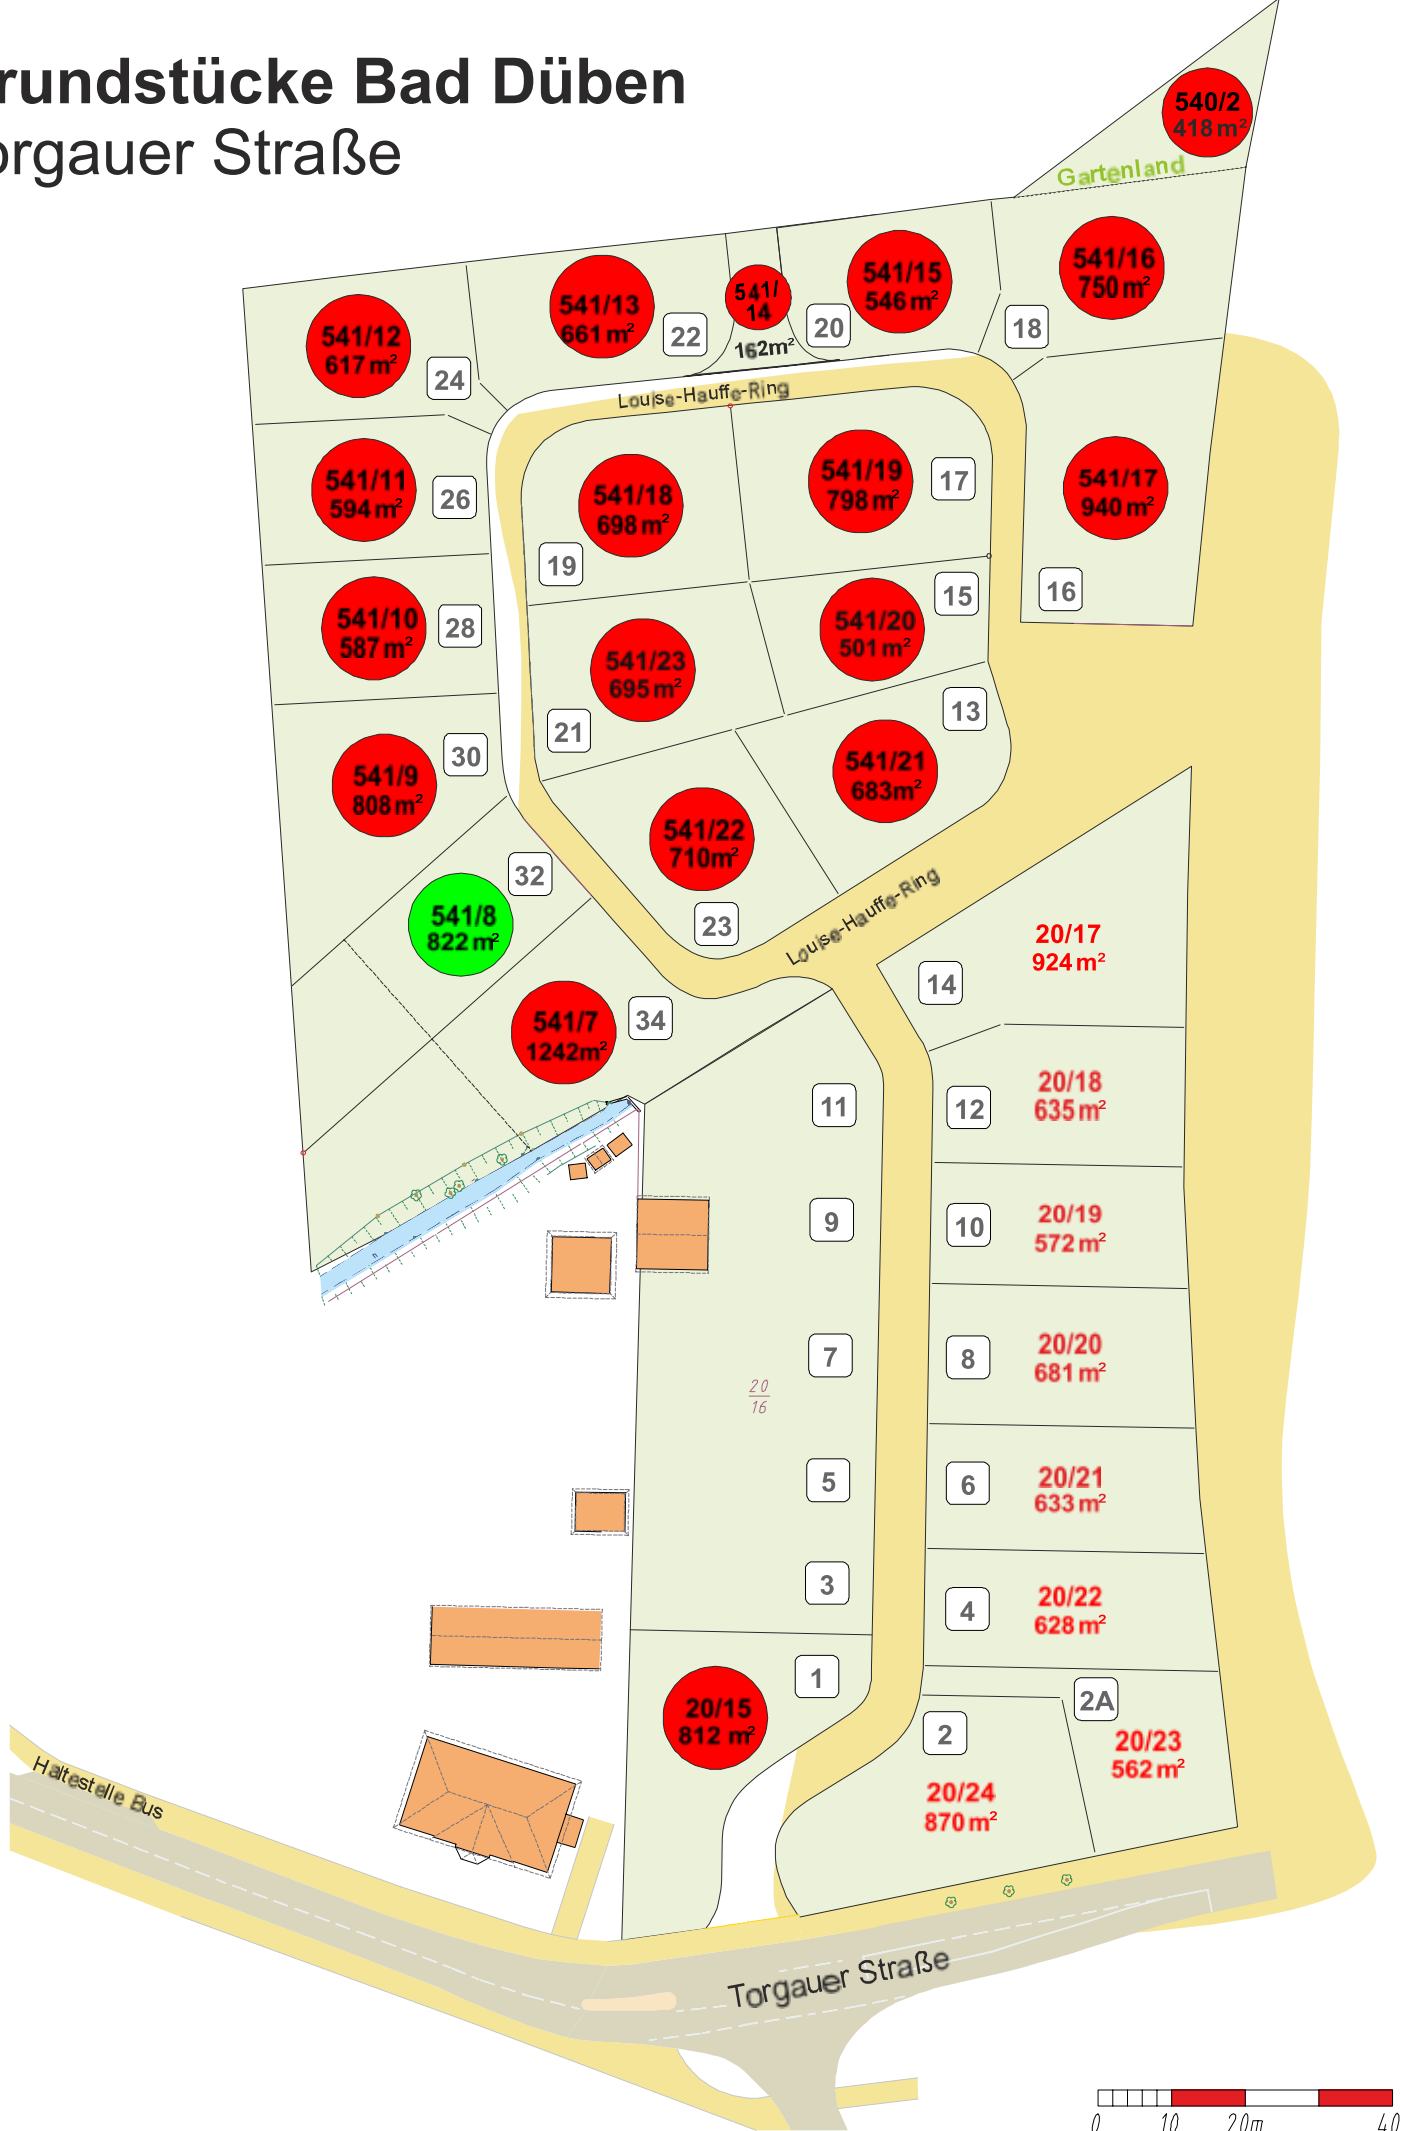 rundstücke Bad Düben
orgauer Straße
540/2
418 m²
Gartenland
541/16
750 m²
541/15
546 m²
541/
14
162m²
541/13
661 m²
541/12
617 m²
18
20
22
24
Louise-Hauffe-Ring
541/11
594 m²
26
541/18
698 m²
19
541/19
798 m²
17
541/17
940 m²
16
541/10
587 m²
28
541/23
695 m²
21
541/20
501 m²
15
541/9
808 m²
30
541/22
710m²
23
541/21
683m²
13
541/8
822 m²
32
Louise-Hauffe-Ring
541/7
1242m²
34
20/17
924 m²
14
11
12
20/18
635 m²
9
10
20/19
572 m²
7
8
20/20
681 m²
20
16
5
6
20/21
633 m²
3
4
20/22
628 m²
1
20/15
812 m²
2A
20/23
562 m²
2
20/24
870 m²
Haltestelle Bus
Torgauer Straße
0 10 20m 40